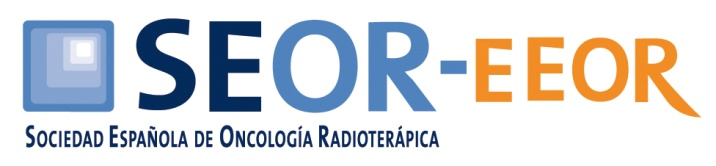 SEOR-EEOR
SOCIEDAD ESPAÑOLA DE ONCOLOGÍA RADIOTERÁPICA